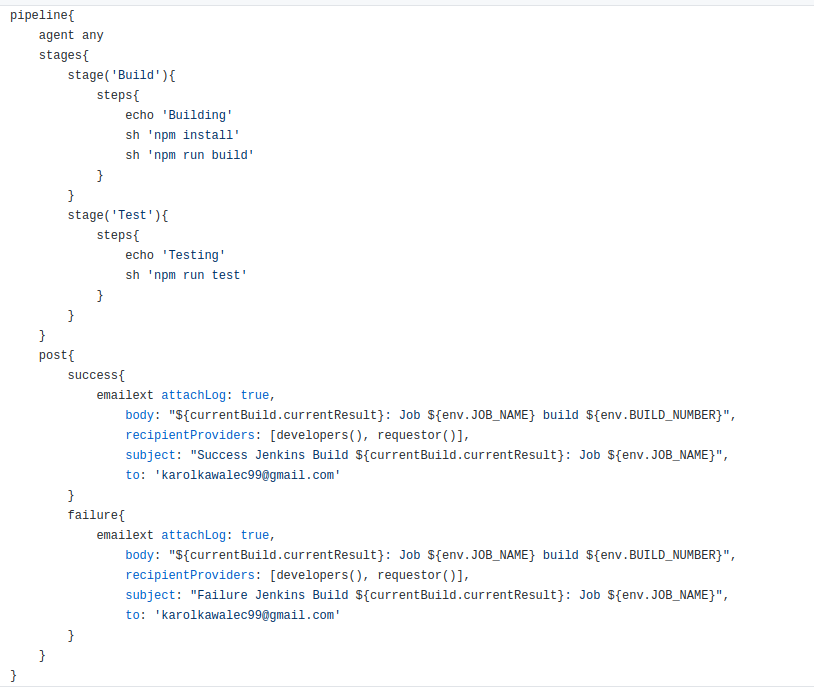 pipeline{
    agent any
    stages{
        stage('Build'){
            steps{
                echo 'Building'
                sh 'npm install'
                sh 'npm run build'
            }
        }
        stage('Test'){
            steps{
                echo 'Testing'
                sh 'npm run test'
            }
        }
    }
    post{
        success{
            emailext attachLog: true,
                body: "${currentBuild.currentResult}: Job ${env.JOB_NAME} build ${env.BUILD_NUMBER}",
                recipientProviders: [developers(), requestor()],
                subject: "Success Jenkins Build ${currentBuild.currentResult}: Job ${env.JOB_NAME}",
                to: 'karolkawalec99@gmail.com'
        }
        failure{
            emailext attachLog: true,
                body: "${currentBuild.currentResult}: Job ${env.JOB_NAME} build ${env.BUILD_NUMBER}",
                recipientProviders: [developers(), requestor()],
                subject: "Failure Jenkins Build ${currentBuild.currentResult}: Job ${env.JOB_NAME}",
                to: 'karolkawalec99@gmail.com'
        }
    }
}